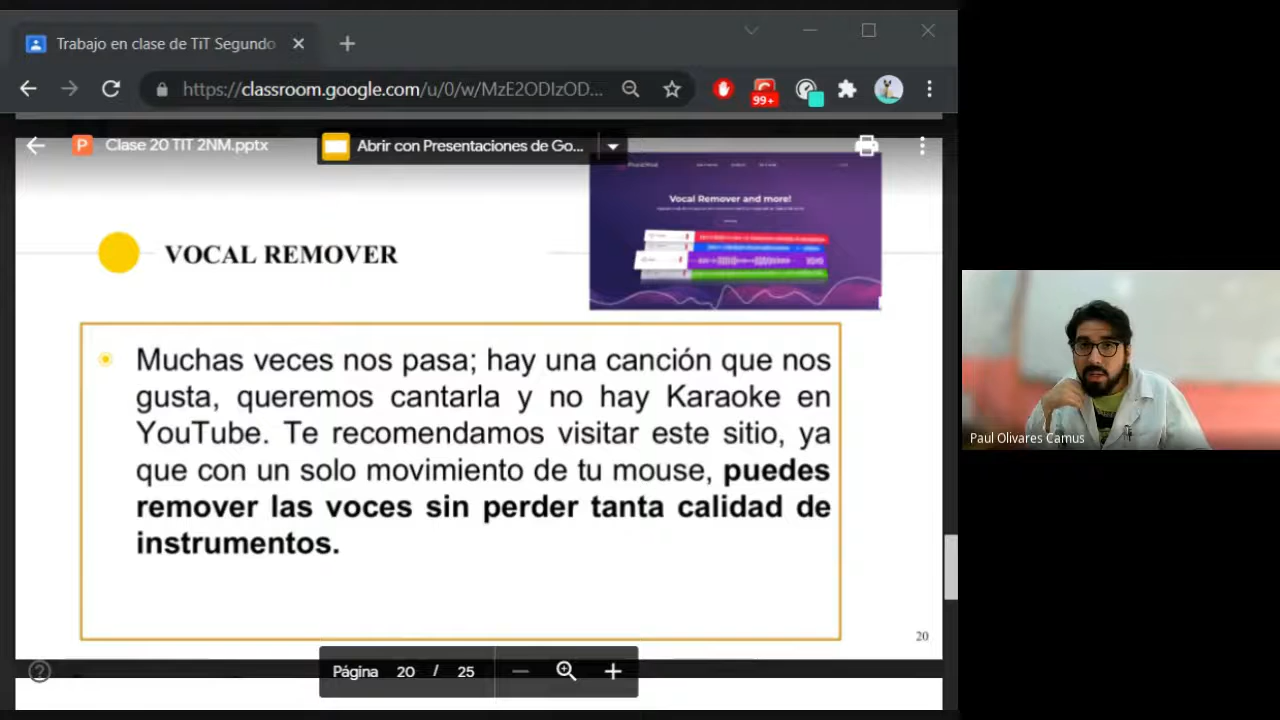 Trabajo en clase de TiT Segundo
https://classroom.google.com/u/0/w/MzE2ODIzOD...
99+
Clase 20 TIT 2NM.pptx
Abrir con Presentaciones de Go...
Vocal Remover and more!
VOCAL REMOVER
Muchas veces nos pasa; hay una canción que nos
gusta, queremos cantarla y no hay Karaoke en
YouTube. Te recomendamos visitar este sitio, ya
que con un solo movimiento de tu mouse, puedes
remover las voces sin perder tanta calidad de
instrumentos.
20
Página 20 / 25
Paul Olivares Camus